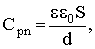 C_pn = εε₀S/d,